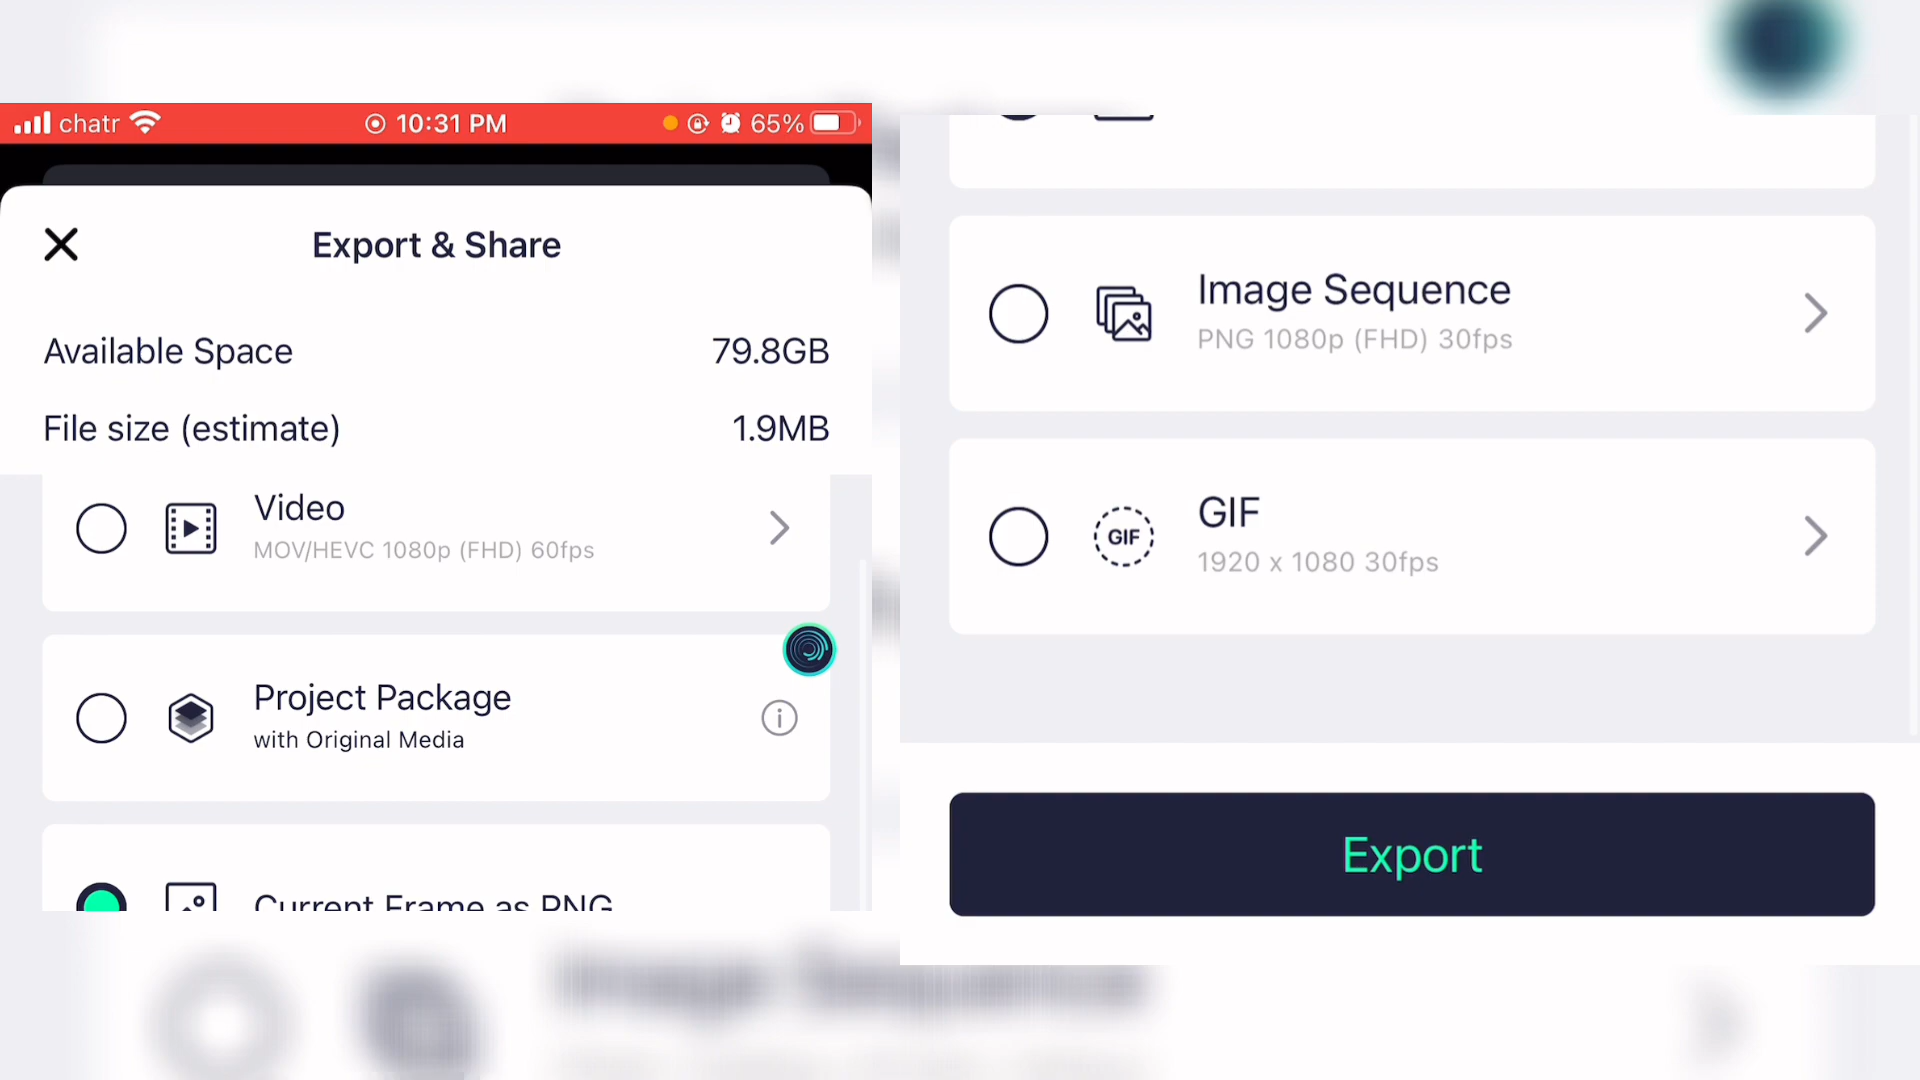 chatr 10:31 PM 65%
Export & Share
Available Space 79.8GB
File size (estimate) 1.9MB
Video
MOV/HEVC 1080p (FHD) 60fps
Project Package
with Original Media
Current Frame as PNG
Image Sequence
PNG 1080p (FHD) 30fps
GIF
GIF
1920 x 1080 30fps
Export
Image Sequence